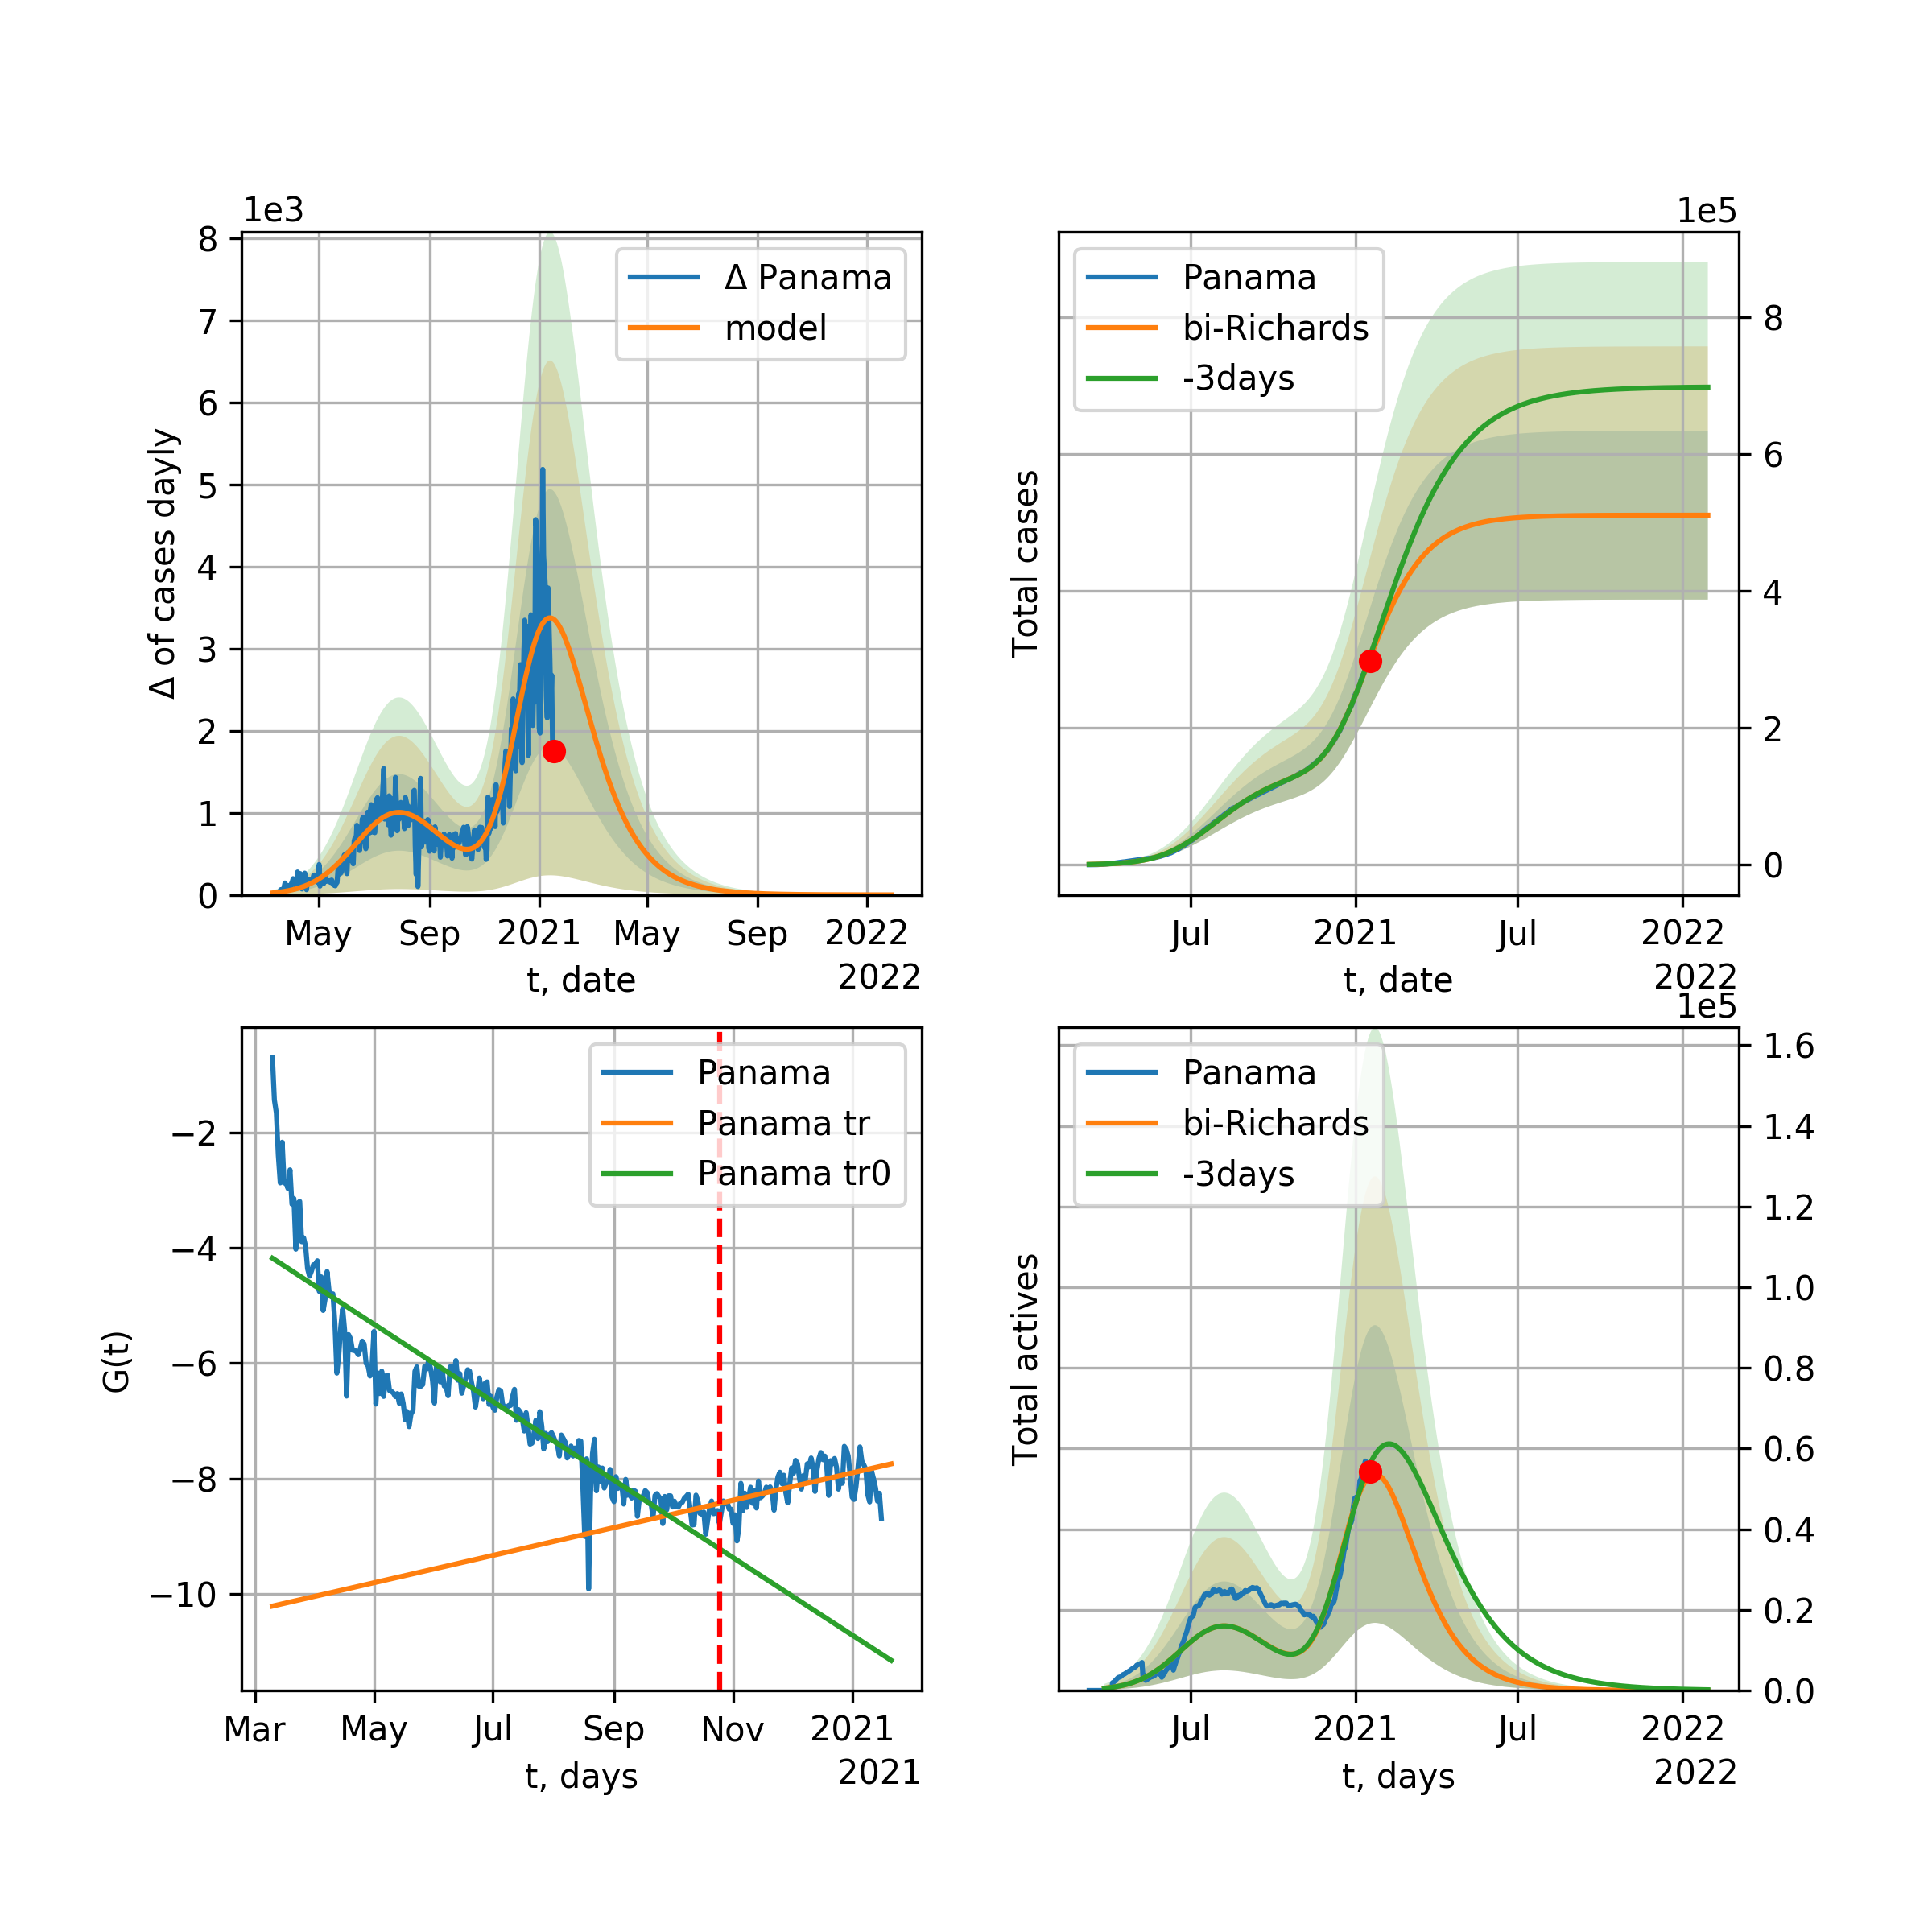 1e3
8
7
6
5
4
3
2
1
0
Δ of cases dayly
Δ Panama
model
May Sep 2021 May Sep 2022
t, date
2022
1e5
Panama
bi-Richards
-3days
Total cases
8
6
4
2
0
Jul 2021 Jul 2022
t, date
2022
−2
−4
−6
−8
−10
G(t)
Panama
Panama tr
Panama tr0
Mar May Jul Sep Nov 2021
t, days
2021
1e5
Panama
bi-Richards
-3days
Total actives
1.6
1.4
1.2
1.0
0.8
0.6
0.4
0.2
0.0
Jul 2021 Jul 2022
t, days
2022